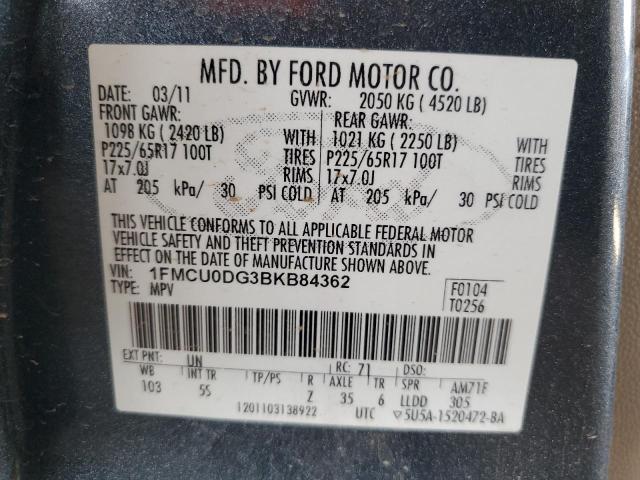 MFD. BY FORD MOTOR CO.
DATE: 03/11 GVWR: 2050 KG ( 4520 LB)
FRONT GAWR: REAR GAWR:
1098 KG ( 2420 LB) WITH 1021 KG ( 2250 LB) WITH
P225/65R17 100T TIRES P225/65R17 100T TIRES
17x7.0J RIMS 17x7.0J RIMS
AT 205 kPa/ 30 PSI COLD AT 205 kPa/ 30 PSI COLD
THIS VEHICLE CONFORMS TO ALL APPLICABLE FEDERAL MOTOR
VEHICLE SAFETY AND THEFT PREVENTION STANDARDS IN
EFFECT ON THE DATE OF MANUFACTURE SHOWN ABOVE.
VIN: 1FMCU0DG3BKB84362 F0104
TYPE: MPV T0256
EXT PNT: UN RC: 71 DSO:
WB INT TR TP/PS R AXLE TR SPR AM71F
103 5S Z 35 6 LLDD 305
1201103138922 UTC ▽5U5A-1520472-BA